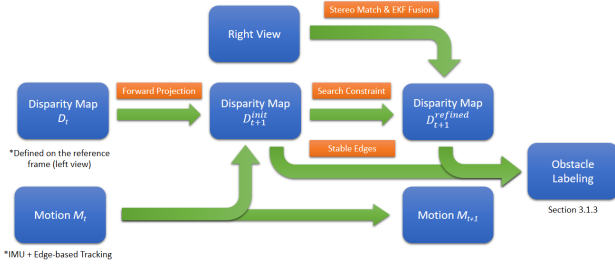 Stereo Match & EKF Fusion
Right View
Forward Projection
Search Constraint
Disparity Map
D_t
Disparity Map
D_{t+1}^{init}
Disparity Map
D_{t+1}^{refined}
*Defined on the reference
frame (left view)
Stable Edges
Obstacle
Labeling
Section 3.1.3
Motion M_t
Motion M_{t+1}
*IMU + Edge-based Tracking